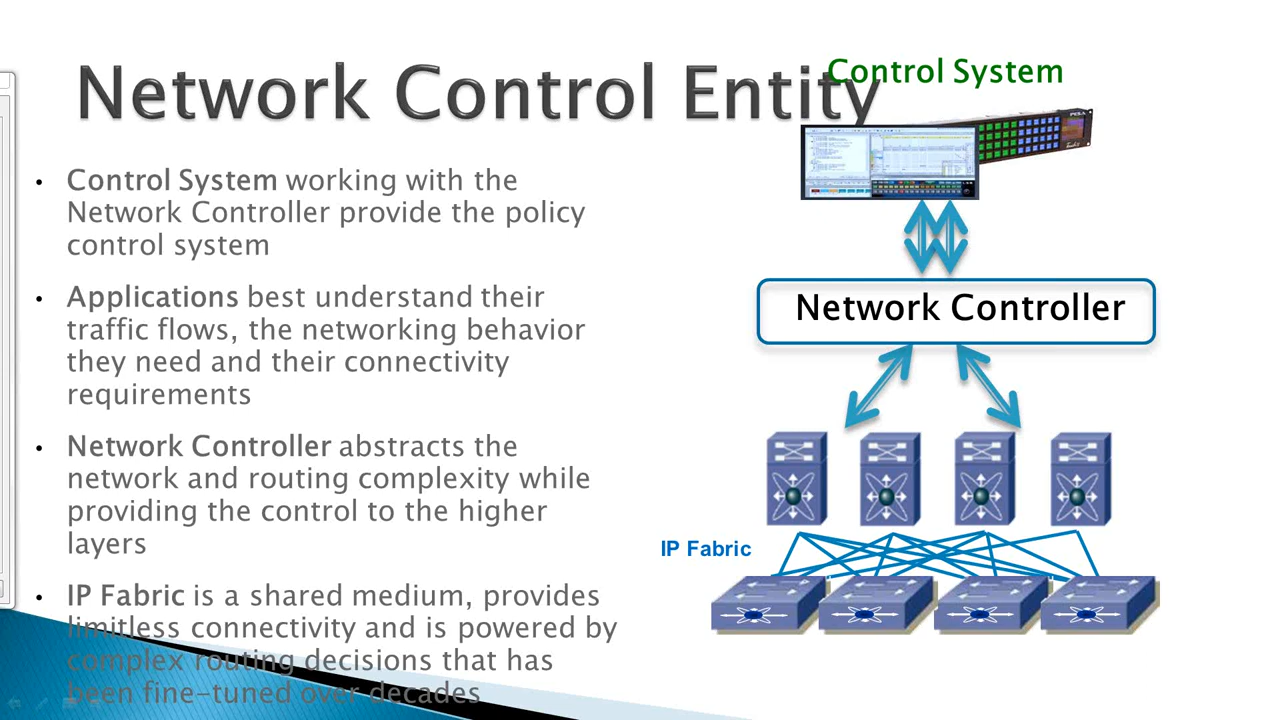 Network Control Entity
Control System
Control System working with the
Network Controller provide the policy
control system
Applications best understand their
traffic flows, the networking behavior
they need and their connectivity
requirements
Network Controller abstracts the
network and routing complexity while
providing the control to the higher
layers
IP Fabric is a shared medium, provides
limitless connectivity and is powered by
complex routing decisions that has
been fine-tuned over decades
Network Controller
IP Fabric